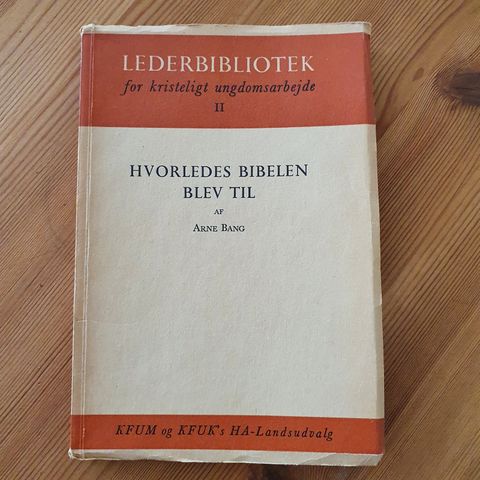 LEDERBIBLIOTEK
for kristeligt ungdomsarbejde
II
HVORLEDES BIBELEN
BLEV TIL
AF
ARNE BANG
KFUM og KFUK's HA-Landsudvalg